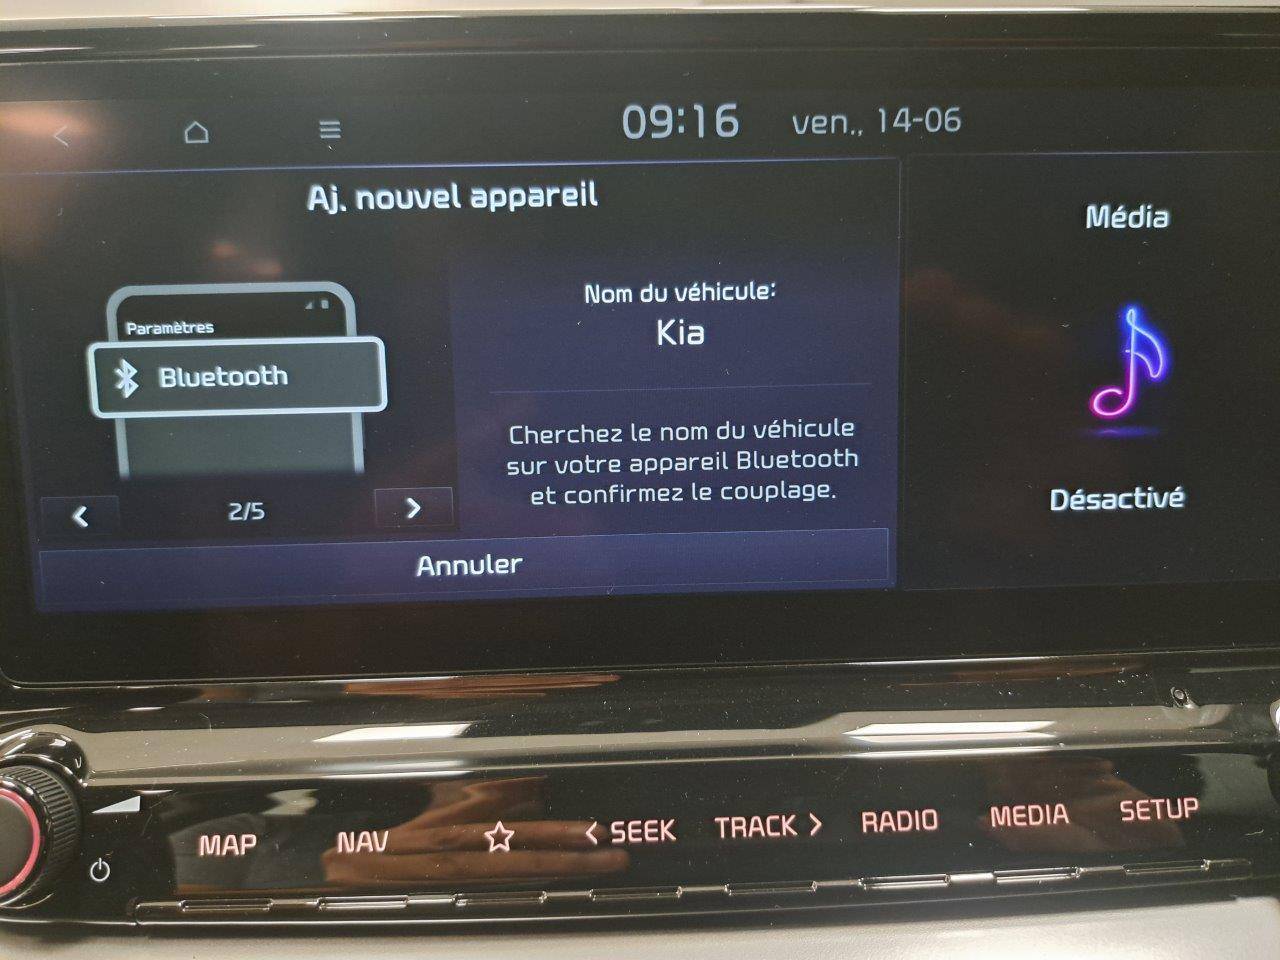 09:16 ven., 14-06
Aj. nouvel appareil
Paramètres
Bluetooth
2/5
Nom du véhicule:
Kia
Cherchez le nom du véhicule
sur votre appareil Bluetooth
et confirmez le couplage.
Annuler
Média
Désactivé
MAP NAV < SEEK TRACK > RADIO MEDIA SETUP